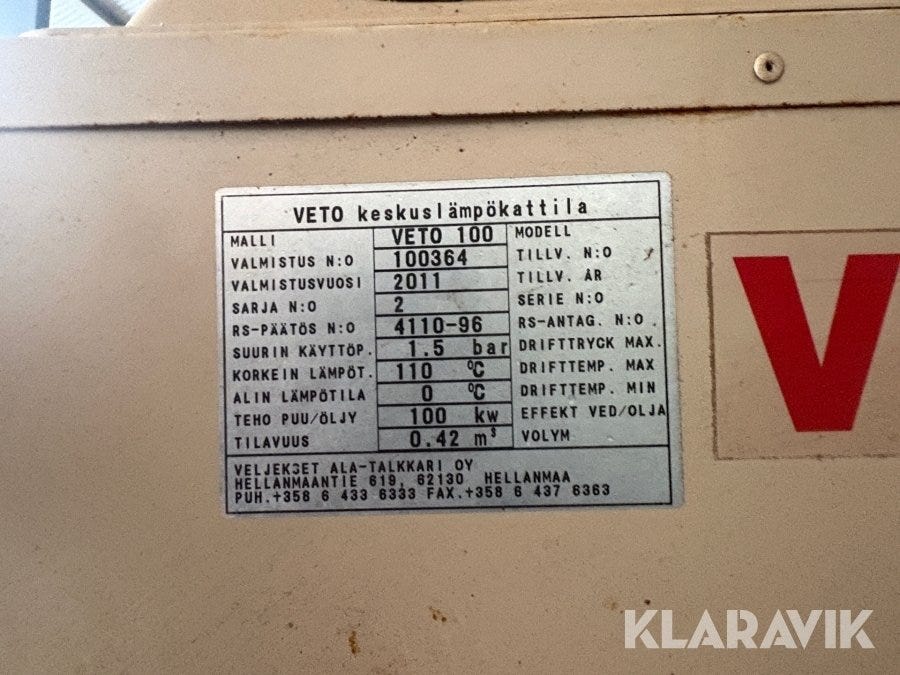 VETO keskuslämpökattila
MALLI VETO 100 MODELL
VALMISTUS N:O 100364 TILLV. N:O
VALMISTUSVUOSI 2011 TILLV. ÅR
SARJA N:O 2 SERIE N:O
RS-PÄÄTÖS N:O 4110-96 RS-ANTAG. N:O
SUURIN KÄYTTÖP. 1.5 bar DRIFTTRYCK MAX.
KORKEIN LÄMPÖT. 110 °C DRIFTTEMP. MAX
ALIN LÄMPÖTILA 0 °C DRIFTTEMP. MIN
TEHO PUU/ÖLJY 100 kw EFFEKT VED/OLJA
TILAVUUS 0.42 m³ VOLYM
VELJEKSET ALA-TALKKARI OY
HELLANMAANTIE 619, 62130 HELLANMAA
PUH.+358 6 433 6333 FAX.+358 6 437 6363
V
KLARAVIK